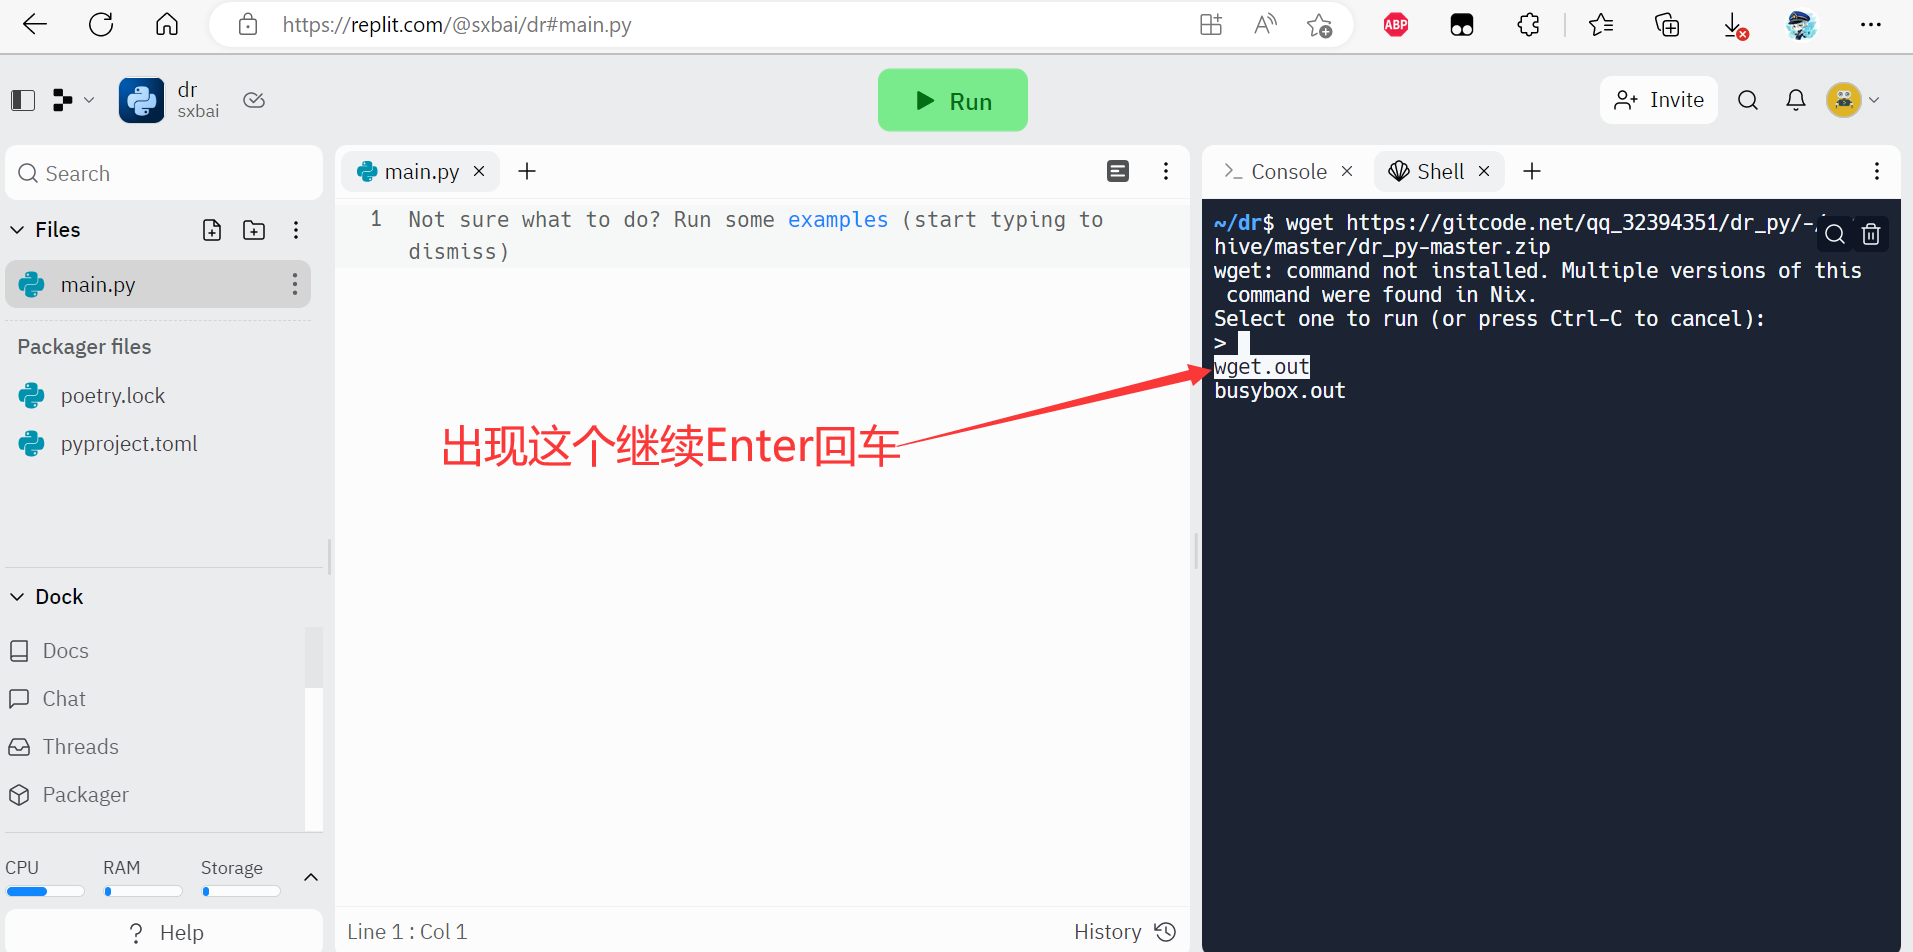 https://replit.com/@sxbai/dr#main.py
ABP
dr
sxbai
Run
Invite
Search
Files
main.py
Packager files
poetry.lock
pyproject.toml
Dock
Docs
Chat
Threads
Packager
CPU RAM Storage
? Help
main.py
1 Not sure what to do? Run some examples (start typing to
dismiss)
出现这个继续Enter回车
Line 1 : Col 1
History
Console
Shell
~/dr$ wget https://gitcode.net/qq_32394351/dr_py/-/
hive/master/dr_py-master.zip
wget: command not installed. Multiple versions of this
command were found in Nix.
Select one to run (or press Ctrl-C to cancel):
>
wget.out
busybox.out